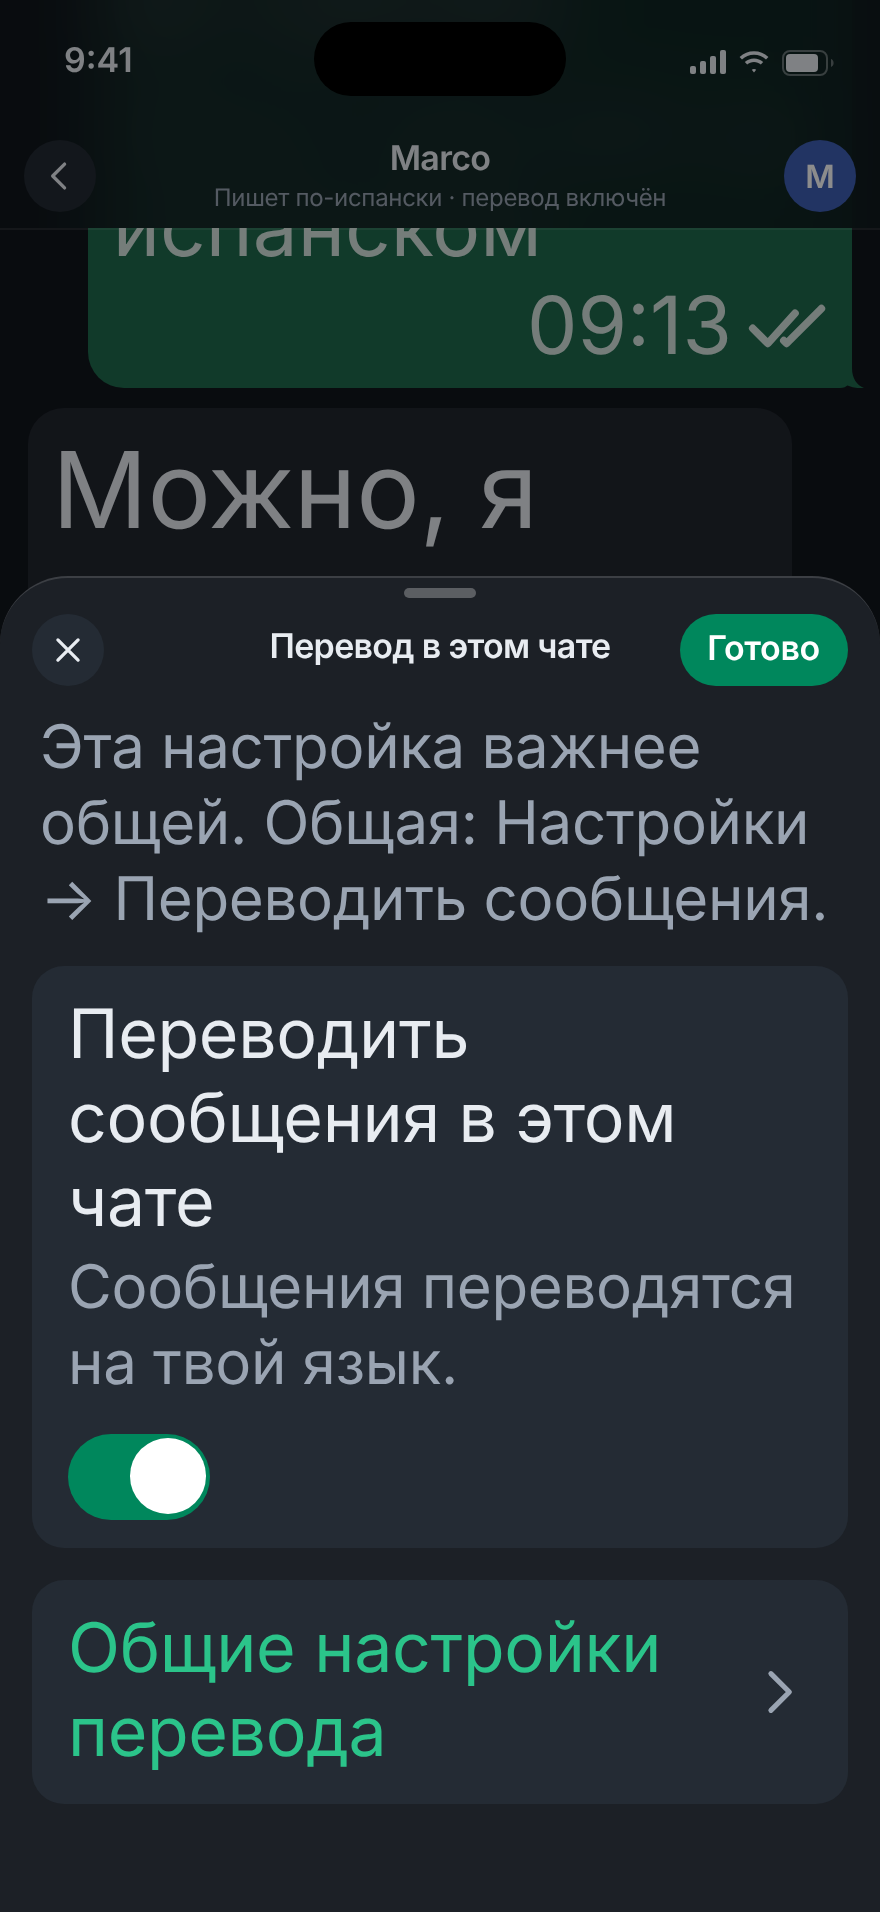 9:41
Marco
Пишет по-испански · перевод включён
M
испанском
09:13
Можно, я
Перевод в этом чате
Готово
Эта настройка важнее
общей. Общая: Настройки
→ Переводить сообщения.
Переводить
сообщения в этом
чате
Сообщения переводятся
на твой язык.
Общие настройки
перевода